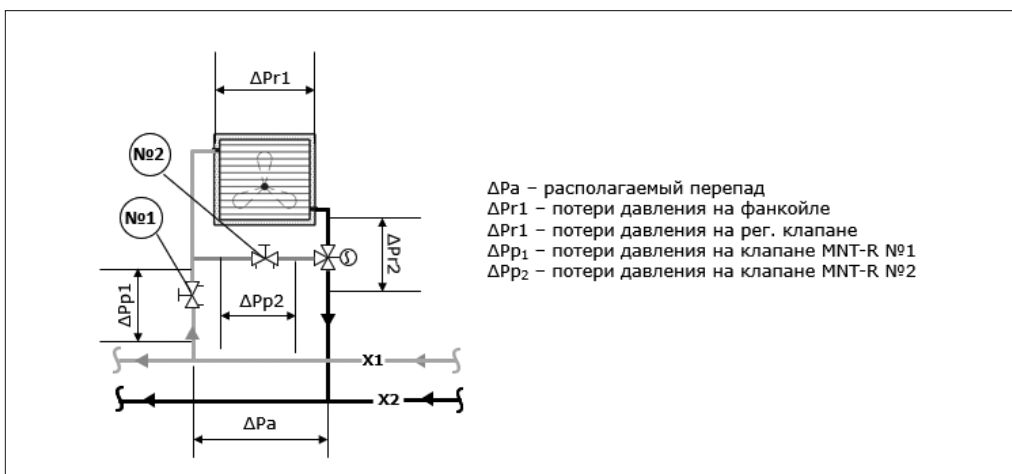 ΔPr1
№2
№1
ΔPr2
ΔPp1
ΔPp2
X1
X2
ΔPa
ΔPa – располагаемый перепад
ΔPr1 – потери давления на фанкойле
ΔPr1 – потери давления на рег. клапане
ΔPp₁ – потери давления на клапане MNT-R №1
ΔPp₂ – потери давления на клапане MNT-R №2